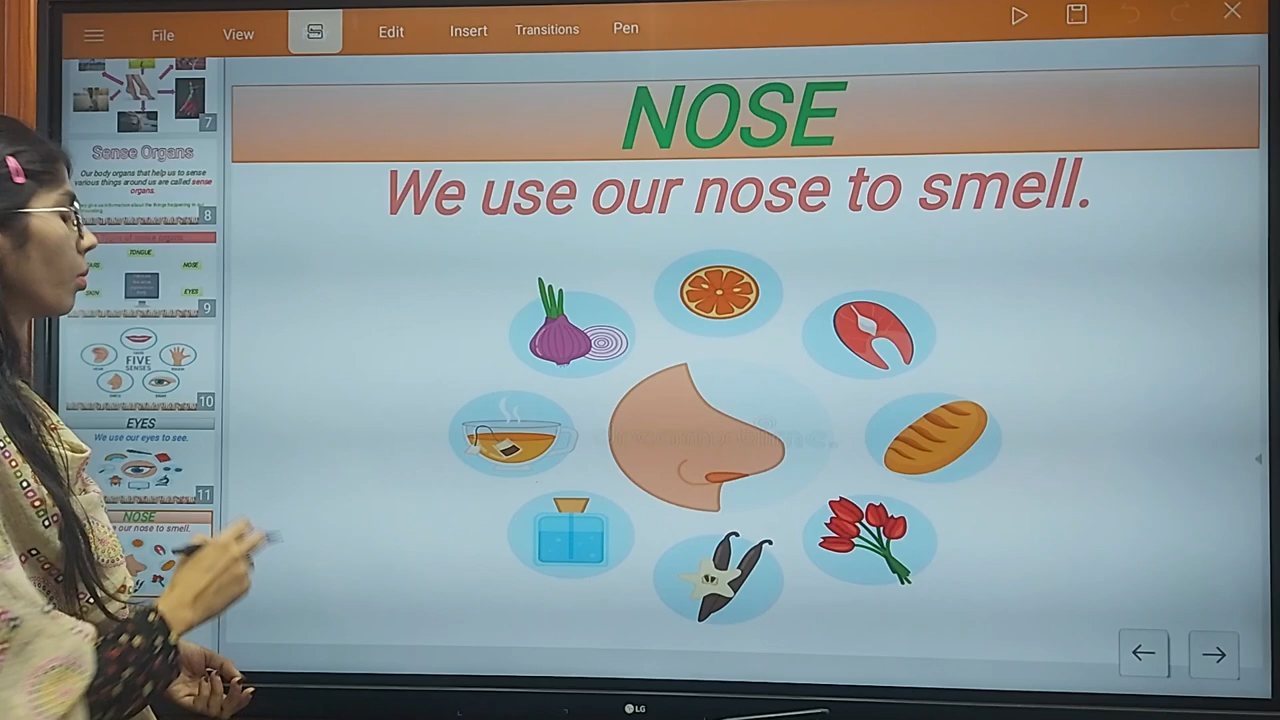 File View Edit Insert Transitions Pen
7
Sense Organs
Our body organs that help us to sense
various things around us are called sense
organs.
8
TONGUE
NOSE
SKIN
EYES
9
FIVE
SENSES
10
EYES
We use our eyes to see.
11
NOSE
our nose to smell.
NOSE
We use our nose to smell.
LG